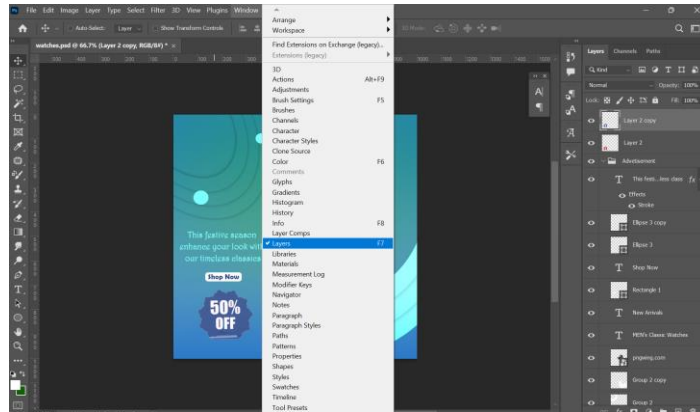 File Edit Image Layer Type Select Filter 3D View Plugins Window
Auto-Select: Layer Show Transform Controls
watches.psd @ 66.7% (Layer 2 copy, RGB/8#) *
Arrange
Workspace
Find Extensions on Exchange (legacy)...
Extensions (legacy)
3D
Actions Alt+F9
Adjustments
Brush Settings F5
Brushes
Channels
Character
Character Styles
Clone Source
Color F6
Comments
Glyphs
Gradients
Histogram
History
Info F8
Layer Comps
Layers F7
Libraries
Materials
Measurement Log
Modifier Keys
Navigator
Notes
Paragraph
Paragraph Styles
Paths
Patterns
Properties
Shapes
Styles
Swatches
Timeline
Tool Presets
This festive season
enhance your look with
our timeless classics
Shop Now
50%
OFF
Layers Channels Paths
Kind
Normal Opacity: 100%
Lock: Fill: 100%
Layer 2 copy
Layer 2
Advetisement
This festi...less class fx
Effects
Stroke
Ellipse 3 copy
Ellipse 3
Shop Now
Rectangle 1
New Arrivals
MEN's Classic Watches
pngwing.com
Group 2 copy
Group 2